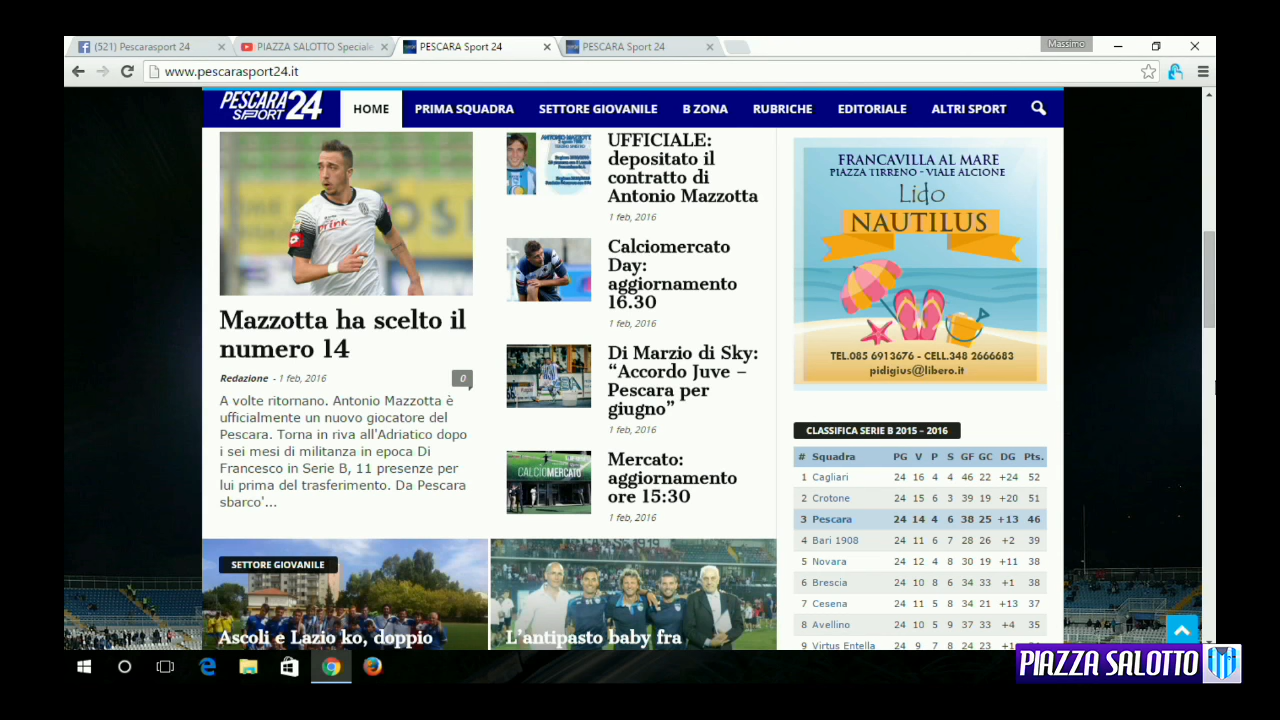 (521) Pescarasport 24
PIAZZA SALOTTO Speciale
PESCARA Sport 24
PESCARA Sport 24
Massimo
www.pescarasport24.it
PESCARA SPORT 24
HOME
PRIMA SQUADRA
SETTORE GIOVANILE
B ZONA
RUBRICHE
EDITORIALE
ALTRI SPORT
Mazzotta ha scelto il
numero 14
Redazione - 1 feb, 2016
0
A volte ritornano. Antonio Mazzotta è
ufficialmente un nuovo giocatore del
Pescara. Torna in riva all'Adriatico dopo
i sei mesi di militanza in epoca Di
Francesco in Serie B, 11 presenze per
lui prima del trasferimento. Da Pescara
sbarco'...
UFFICIALE:
depositato il
contratto di
Antonio Mazzotta
1 feb, 2016
Calciomercato
Day:
aggiornamento
16.30
1 feb, 2016
Di Marzio di Sky:
“Accordo Juve –
Pescara per
giugno”
1 feb, 2016
CALCIOMERCATO
Mercato:
aggiornamento
ore 15:30
1 feb, 2016
SETTORE GIOVANILE
Ascoli e Lazio ko, doppio
L'antipasto baby fra
FRANCAVILLA AL MARE
PIAZZA TIRRENO - VIALE ALCIONE
Lido
NAUTILUS
TEL.085 6913676 - CELL.348 2666683
pidigius@libero.it
CLASSIFICA SERIE B 2015 – 2016
# Squadra PG V P S GF GC DG Pts.
1 Cagliari 24 16 4 4 46 22 +24 52
2 Crotone 24 15 6 3 39 19 +20 51
3 Pescara 24 14 4 6 38 25 +13 46
4 Bari 1908 24 11 6 7 28 26 +2 39
5 Novara 24 12 4 8 30 19 +11 38
6 Brescia 24 10 8 6 34 33 +1 38
7 Cesena 24 11 5 8 34 21 +13 37
8 Avellino 24 10 5 9 37 33 +4 35
9 Virtus Entella 24 9 7 8 24 23
PIAZZA SALOTTO